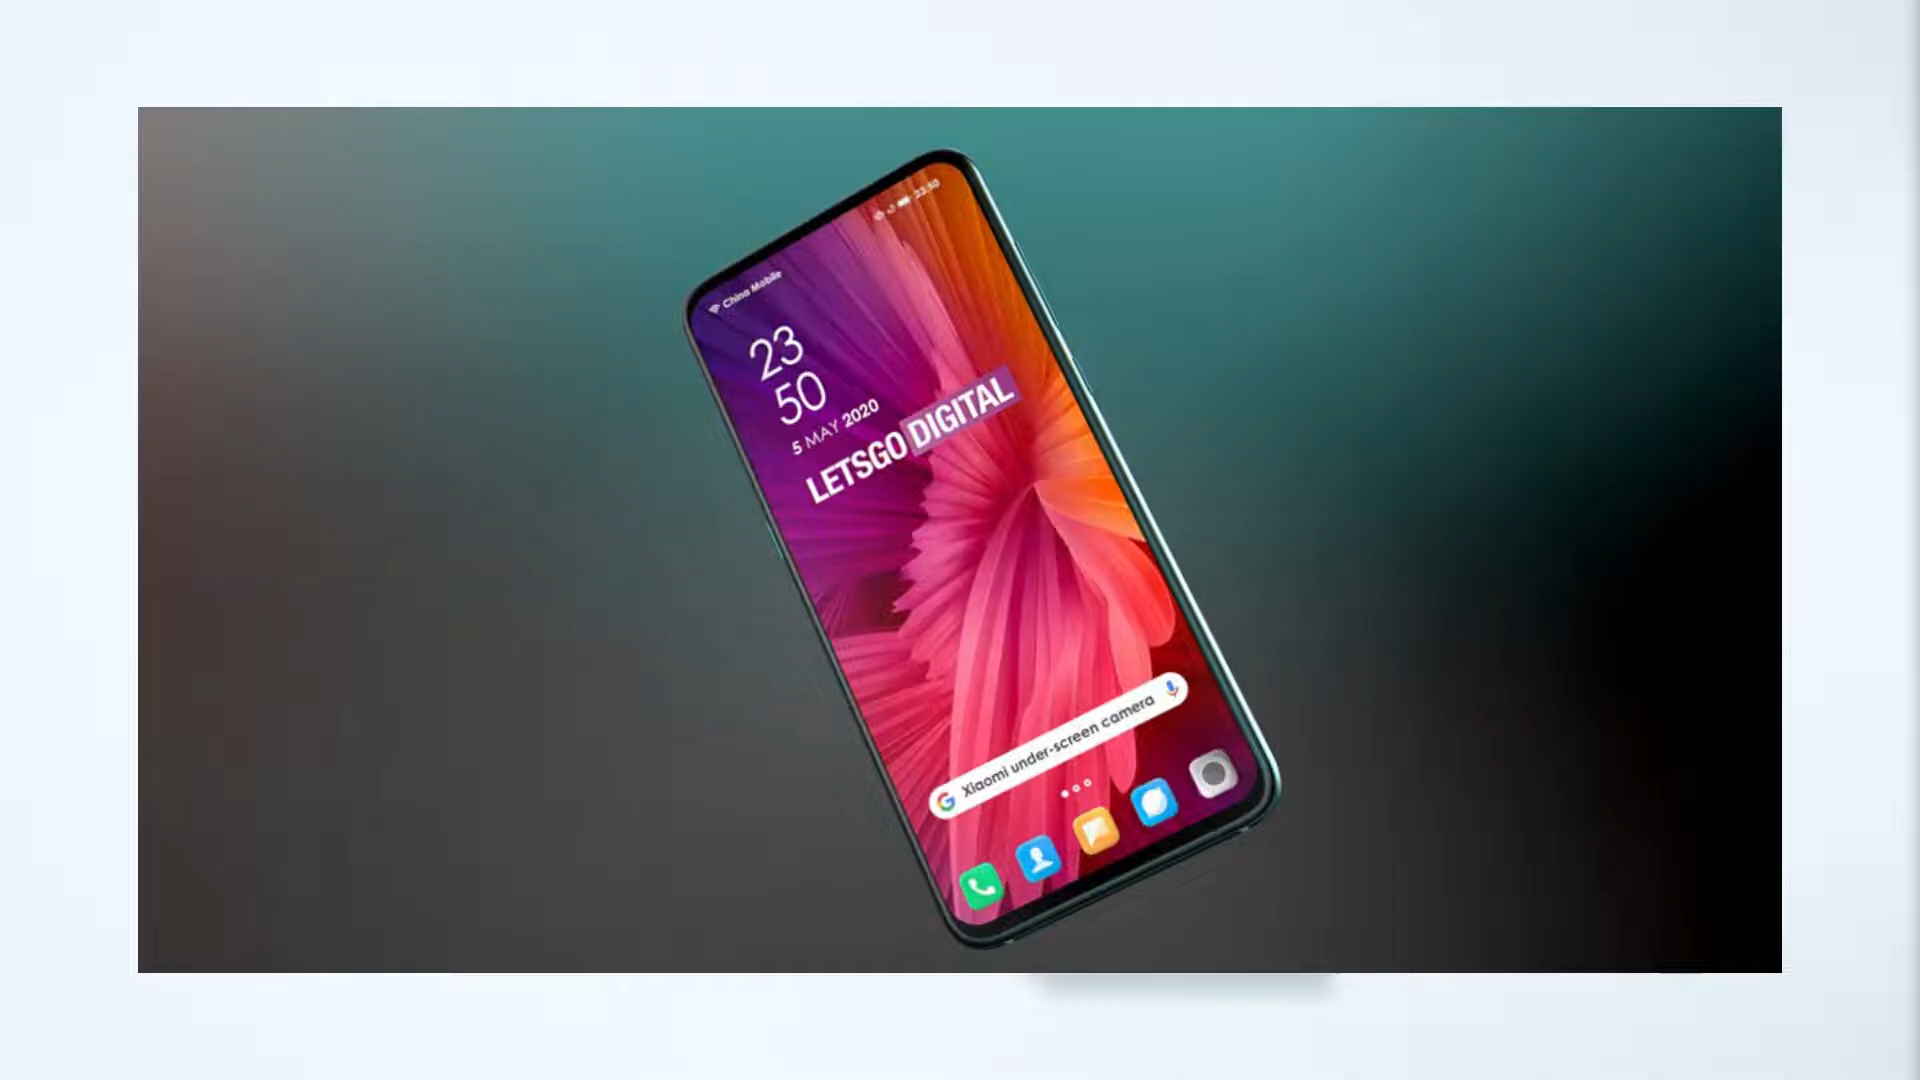 23:50
China Mobile
23
50
5 MAY 2020
LETSGO DIGITAL
Xiaomi under-screen camera